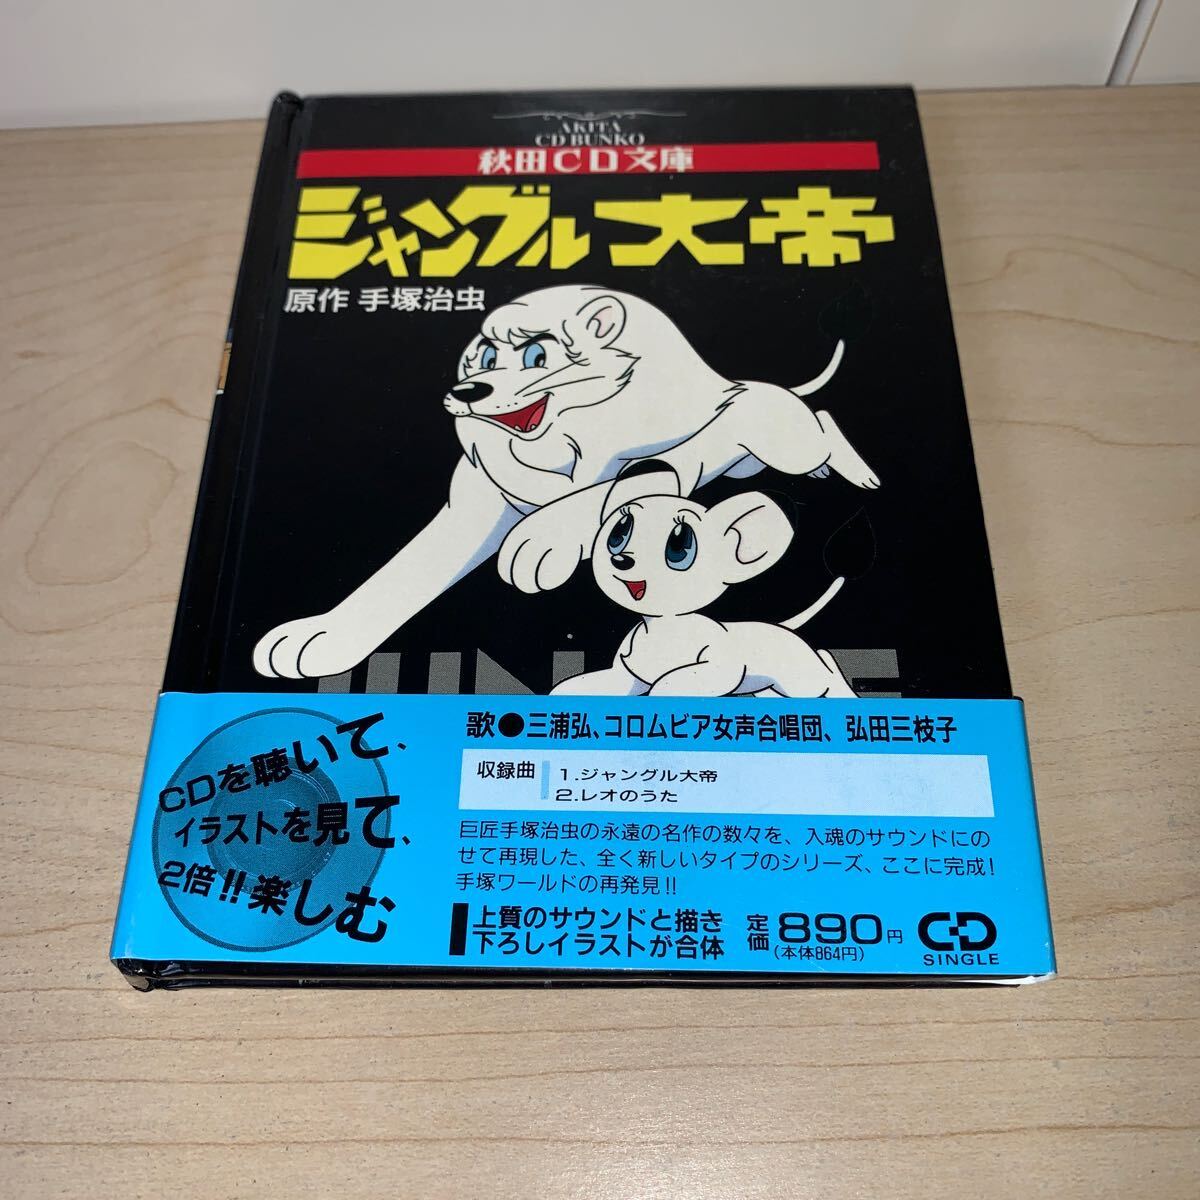 AKITA
CD BUNKO
秋田CD文庫
ジャングル大帝
原作 手塚治虫
歌●三浦弘、コロムビア女声合唱団、弘田三枝子
収録曲
1.ジャングル大帝
2.レオのうた
CDを聴いて、
イラストを見て、
2倍!!楽しむ
巨匠手塚治虫の永遠の名作の数々を、入魂のサウンドにの
せて再現した、全く新しいタイプのシリーズ、ここに完成!
手塚ワールドの再発見!!
上質のサウンドと描き
下ろしイラストが合体
定価890円
(本体864円)
CD
SINGLE